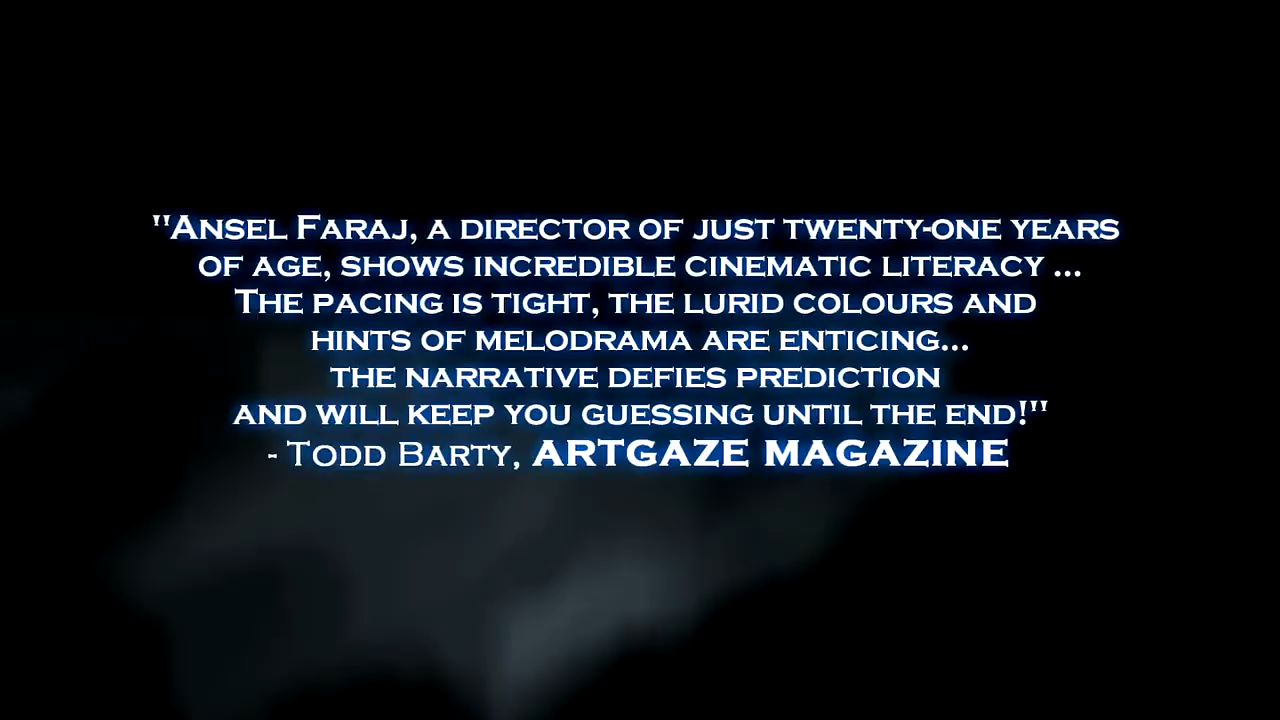 "Ansel Faraj, a director of just twenty-one years
of age, shows incredible cinematic literacy ...
The pacing is tight, the lurid colours and
hints of melodrama are enticing...
the narrative defies prediction
and will keep you guessing until the end!"
- Todd Barty, ARTGAZE MAGAZINE